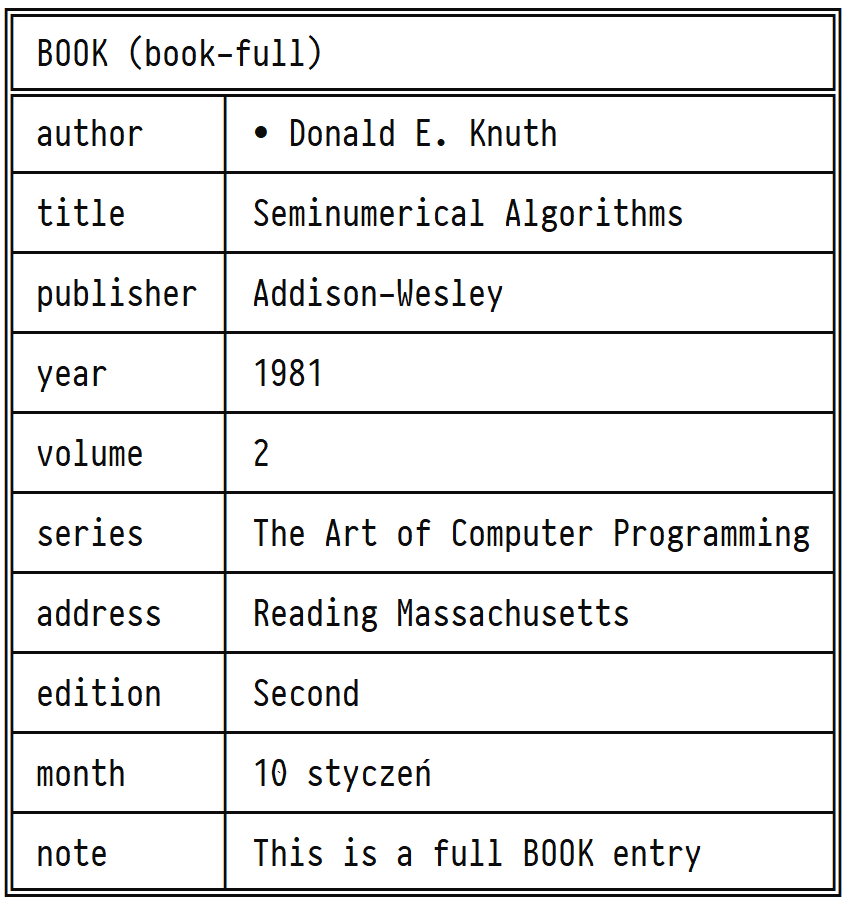 BOOK (book-full)
author • Donald E. Knuth
title Seminumerical Algorithms
publisher Addison-Wesley
year 1981
volume 2
series The Art of Computer Programming
address Reading Massachusetts
edition Second
month 10 styczeń
note This is a full BOOK entry